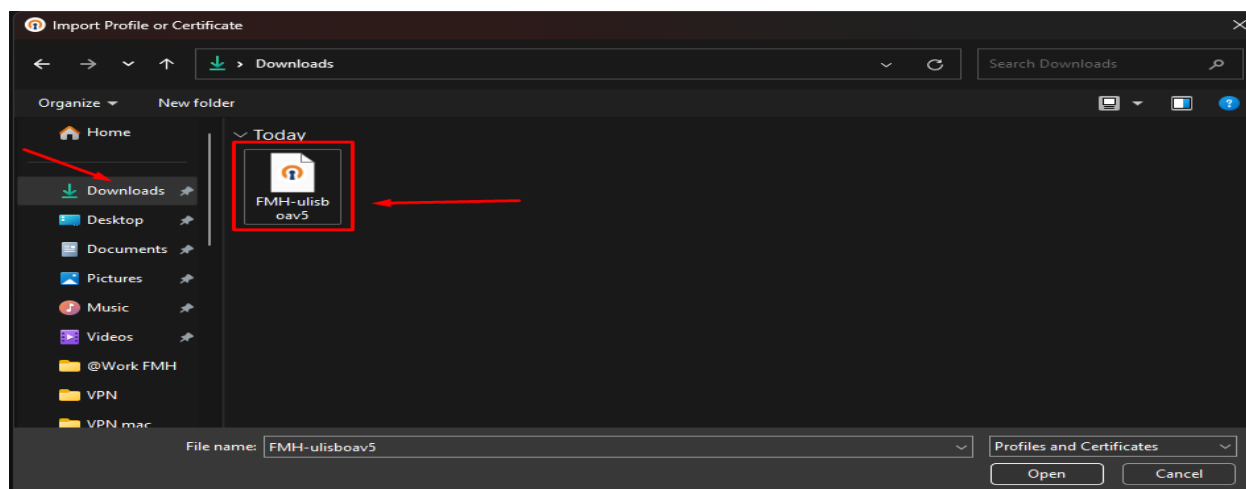 Import Profile or Certificate
Downloads
Search Downloads
Organize
New folder
Home
Today
Downloads
FMH-ulisb
oav5
Desktop
Documents
Pictures
Music
Videos
@Work FMH
VPN
VPN mac
File name:
FMH-ulisboav5
Profiles and Certificates
Open
Cancel